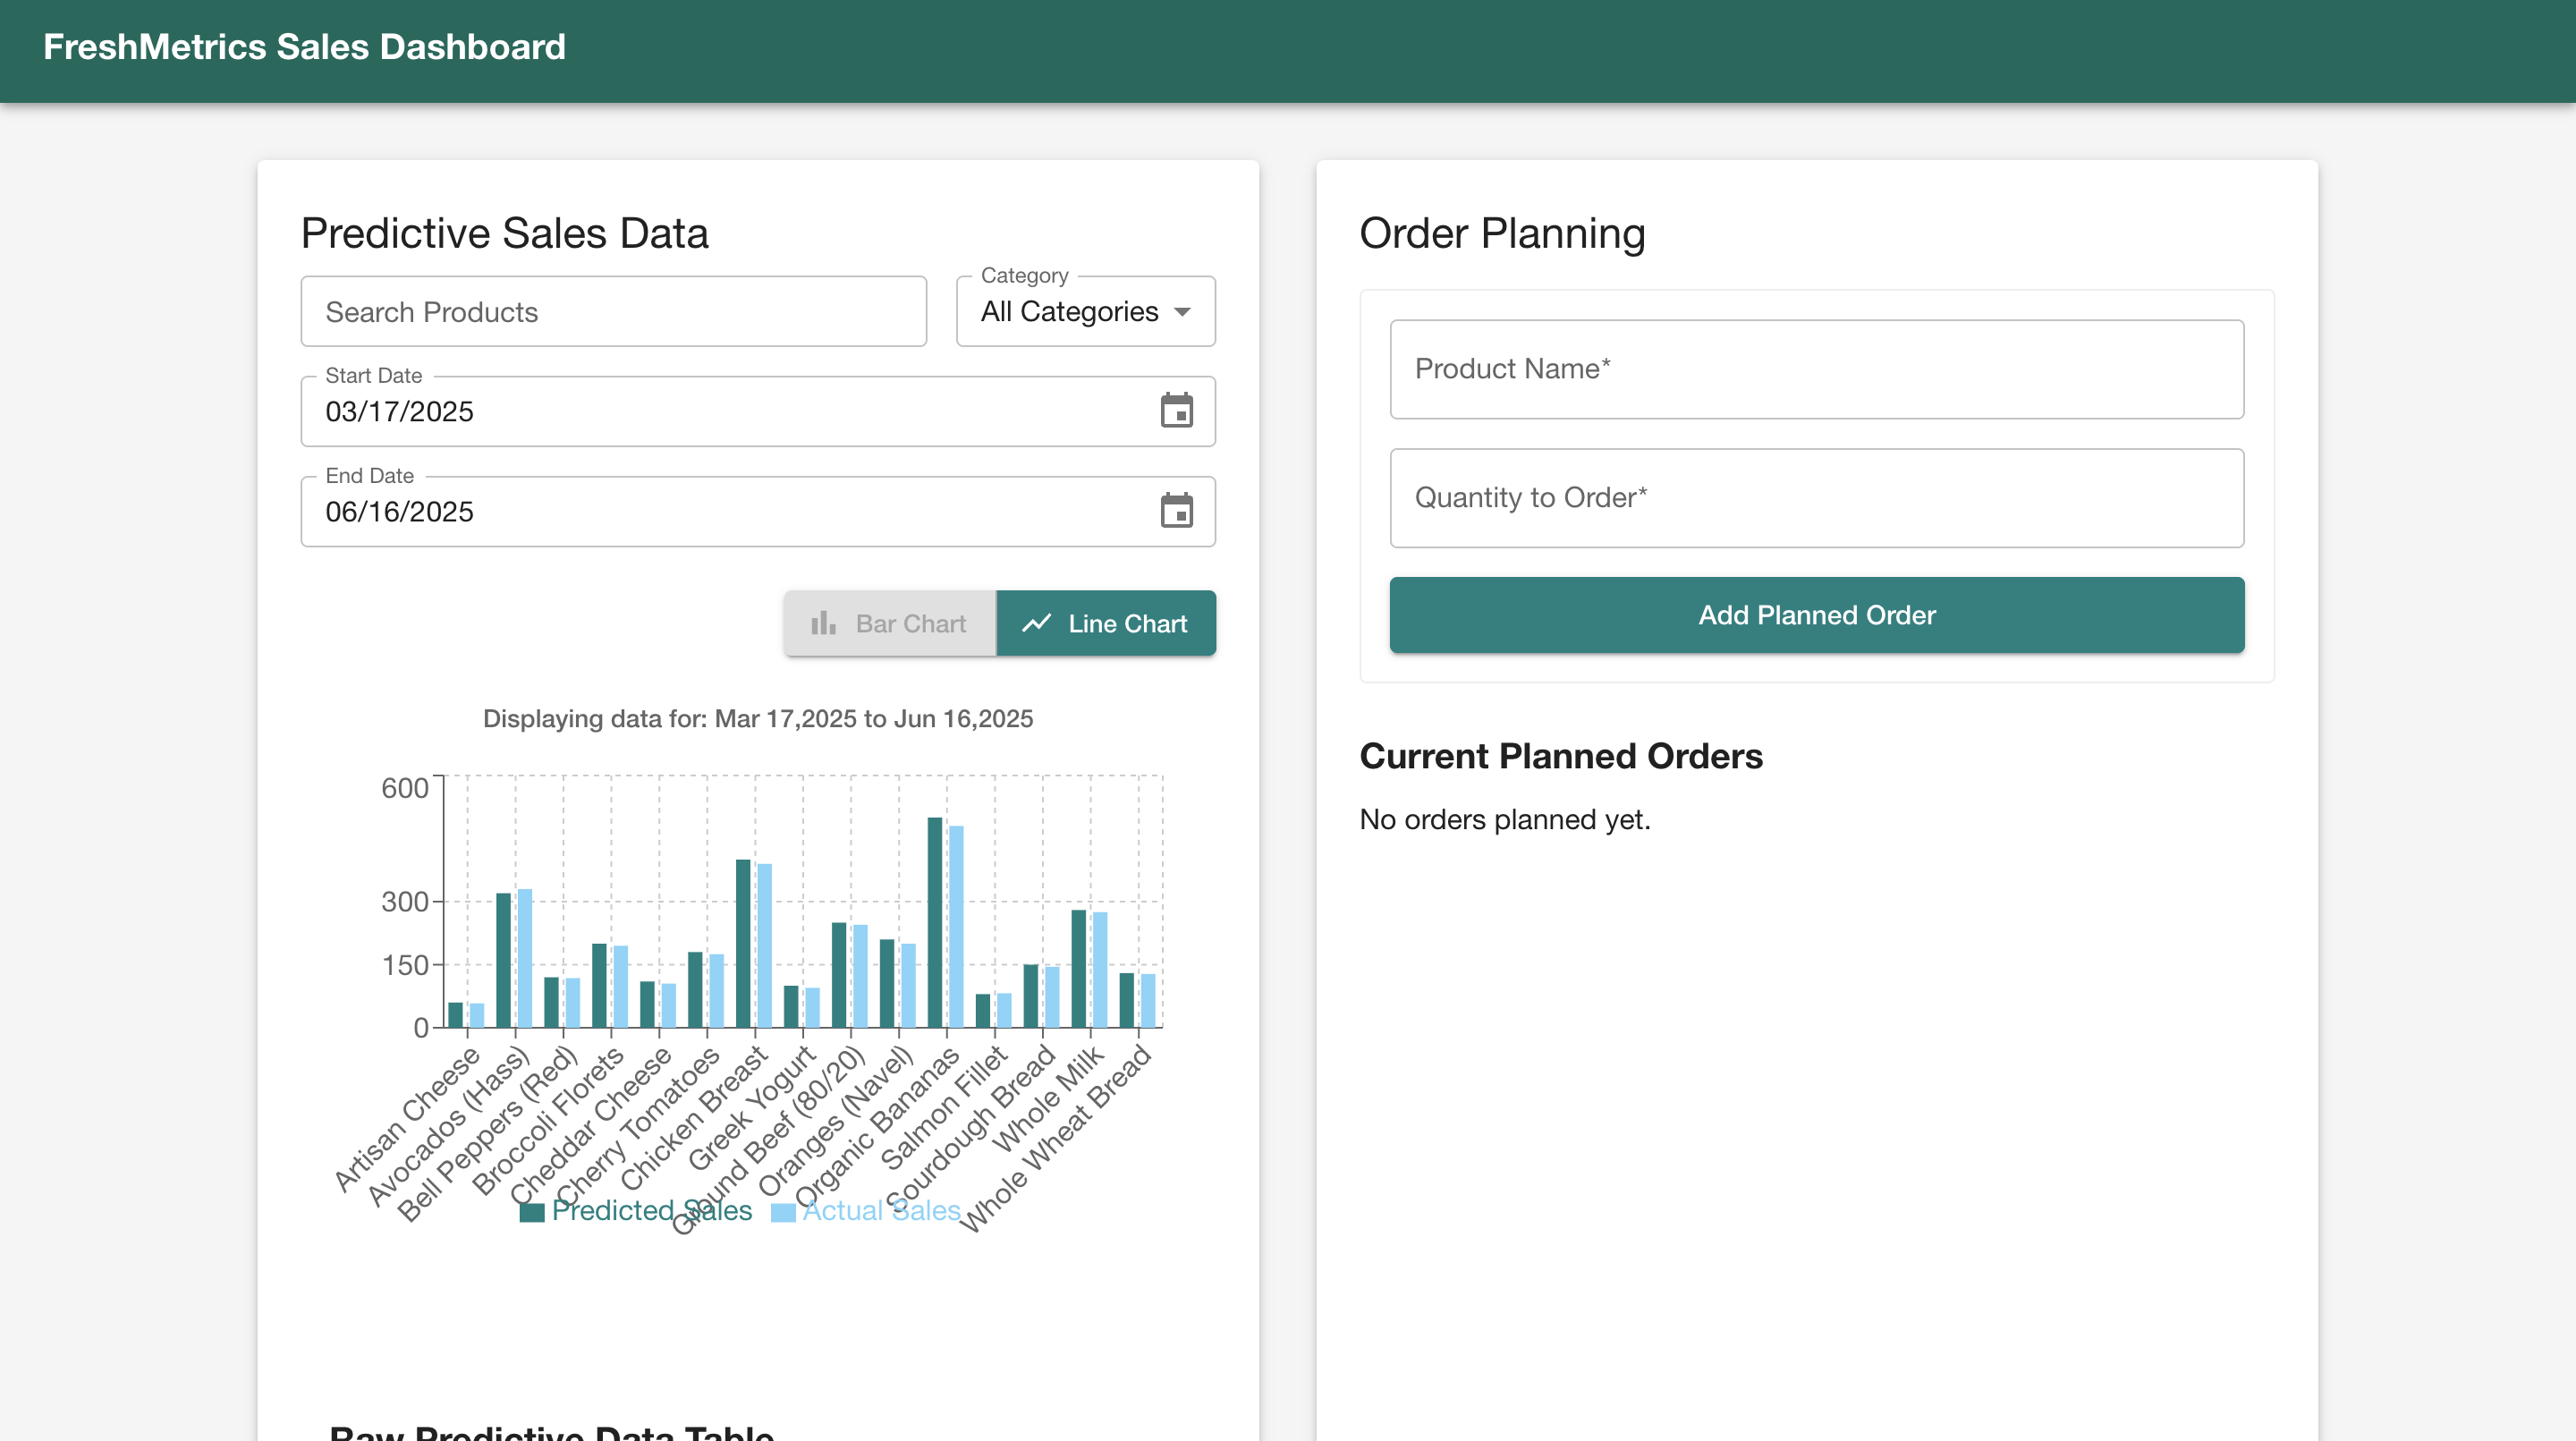 FreshMetrics Sales Dashboard
Predictive Sales Data
Search Products
Category
All Categories
Start Date
03/17/2025
End Date
06/16/2025
Bar Chart
Line Chart
Displaying data for: Mar 17,2025 to Jun 16,2025
600
300
150
0
Artisan Cheese
Avocados (Hass)
Bell Peppers (Red)
Broccoli Florets
Cheddar Cheese
Cherry Tomatoes
Chicken Breast
Greek Yogurt
Ground Beef (80/20)
Oranges (Navel)
Organic Bananas
Salmon Fillet
Sourdough Bread
Whole Milk
Whole Wheat Bread
Predicted Sales
Actual Sales
Raw Predictive Data Table
Order Planning
Product Name*
Quantity to Order*
Add Planned Order
Current Planned Orders
No orders planned yet.